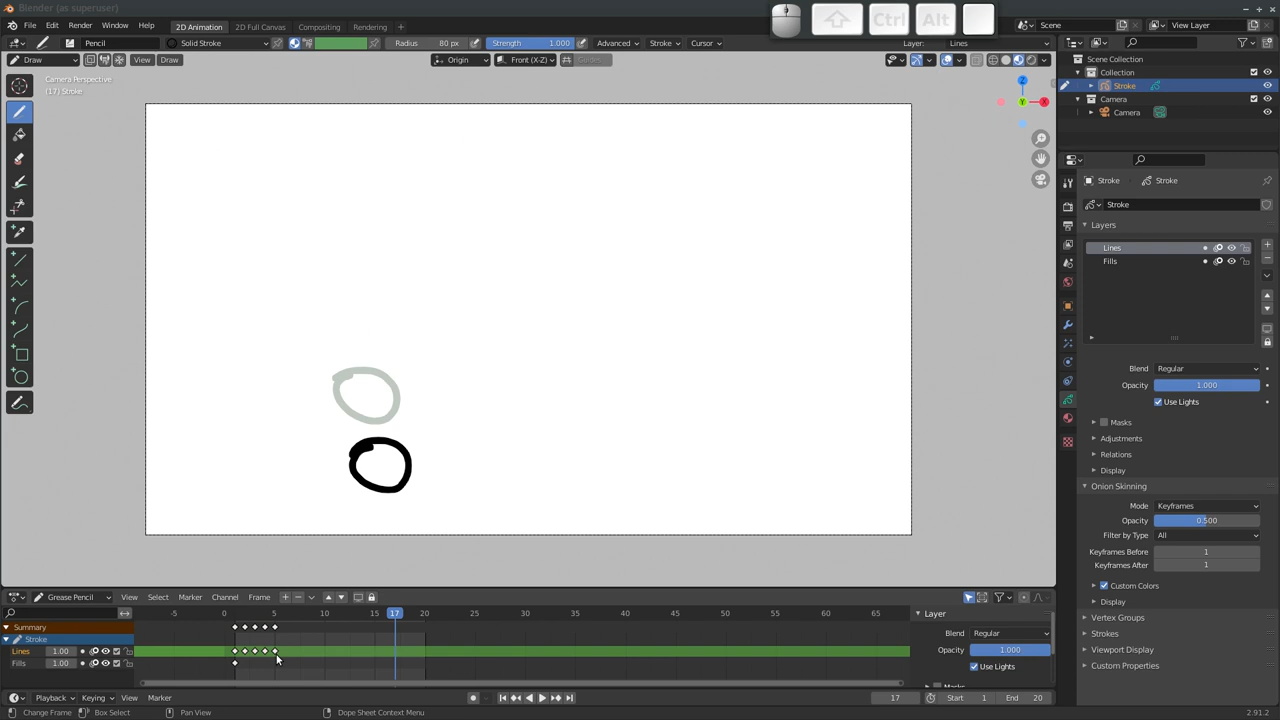 Blender (as superuser)
File Edit Render Window Help 2D Animation 2D Full Canvas Compositing Rendering
Ctrl Alt
Scene View Layer
Pencil Solid Stroke Radius 80 px Strength 1.000 Advanced Stroke Cursor Layer: Lines
Draw View Draw Origin Front (X-Z) Guides
Camera Perspective
(17) Stroke
Z
Y
X
Scene Collection
Collection
Stroke
Camera
Camera
Stroke Stroke
Stroke
Layers
Lines
Fills
Blend Regular
Opacity 1.000
Use Lights
Masks
Adjustments
Relations
Display
Onion Skinning
Mode Keyframes
Opacity 0.500
Filter by Type All
Keyframes Before 1
Keyframes After 1
Custom Colors
Display
Vertex Groups
Strokes
Viewport Display
Custom Properties
Grease Pencil View Select Marker Channel Frame
-5 0 5 10 15 17 20 25 30 35 40 45 50 55 60 65
Summary
Stroke
Lines 1.00
Fills 1.00
Layer
Blend Regular
Opacity 1.000
Use Lights
Playback Keying View Marker 17 Start 1 End 20
Change Frame Box Select Pan View Dope Sheet Context Menu 2.91.2